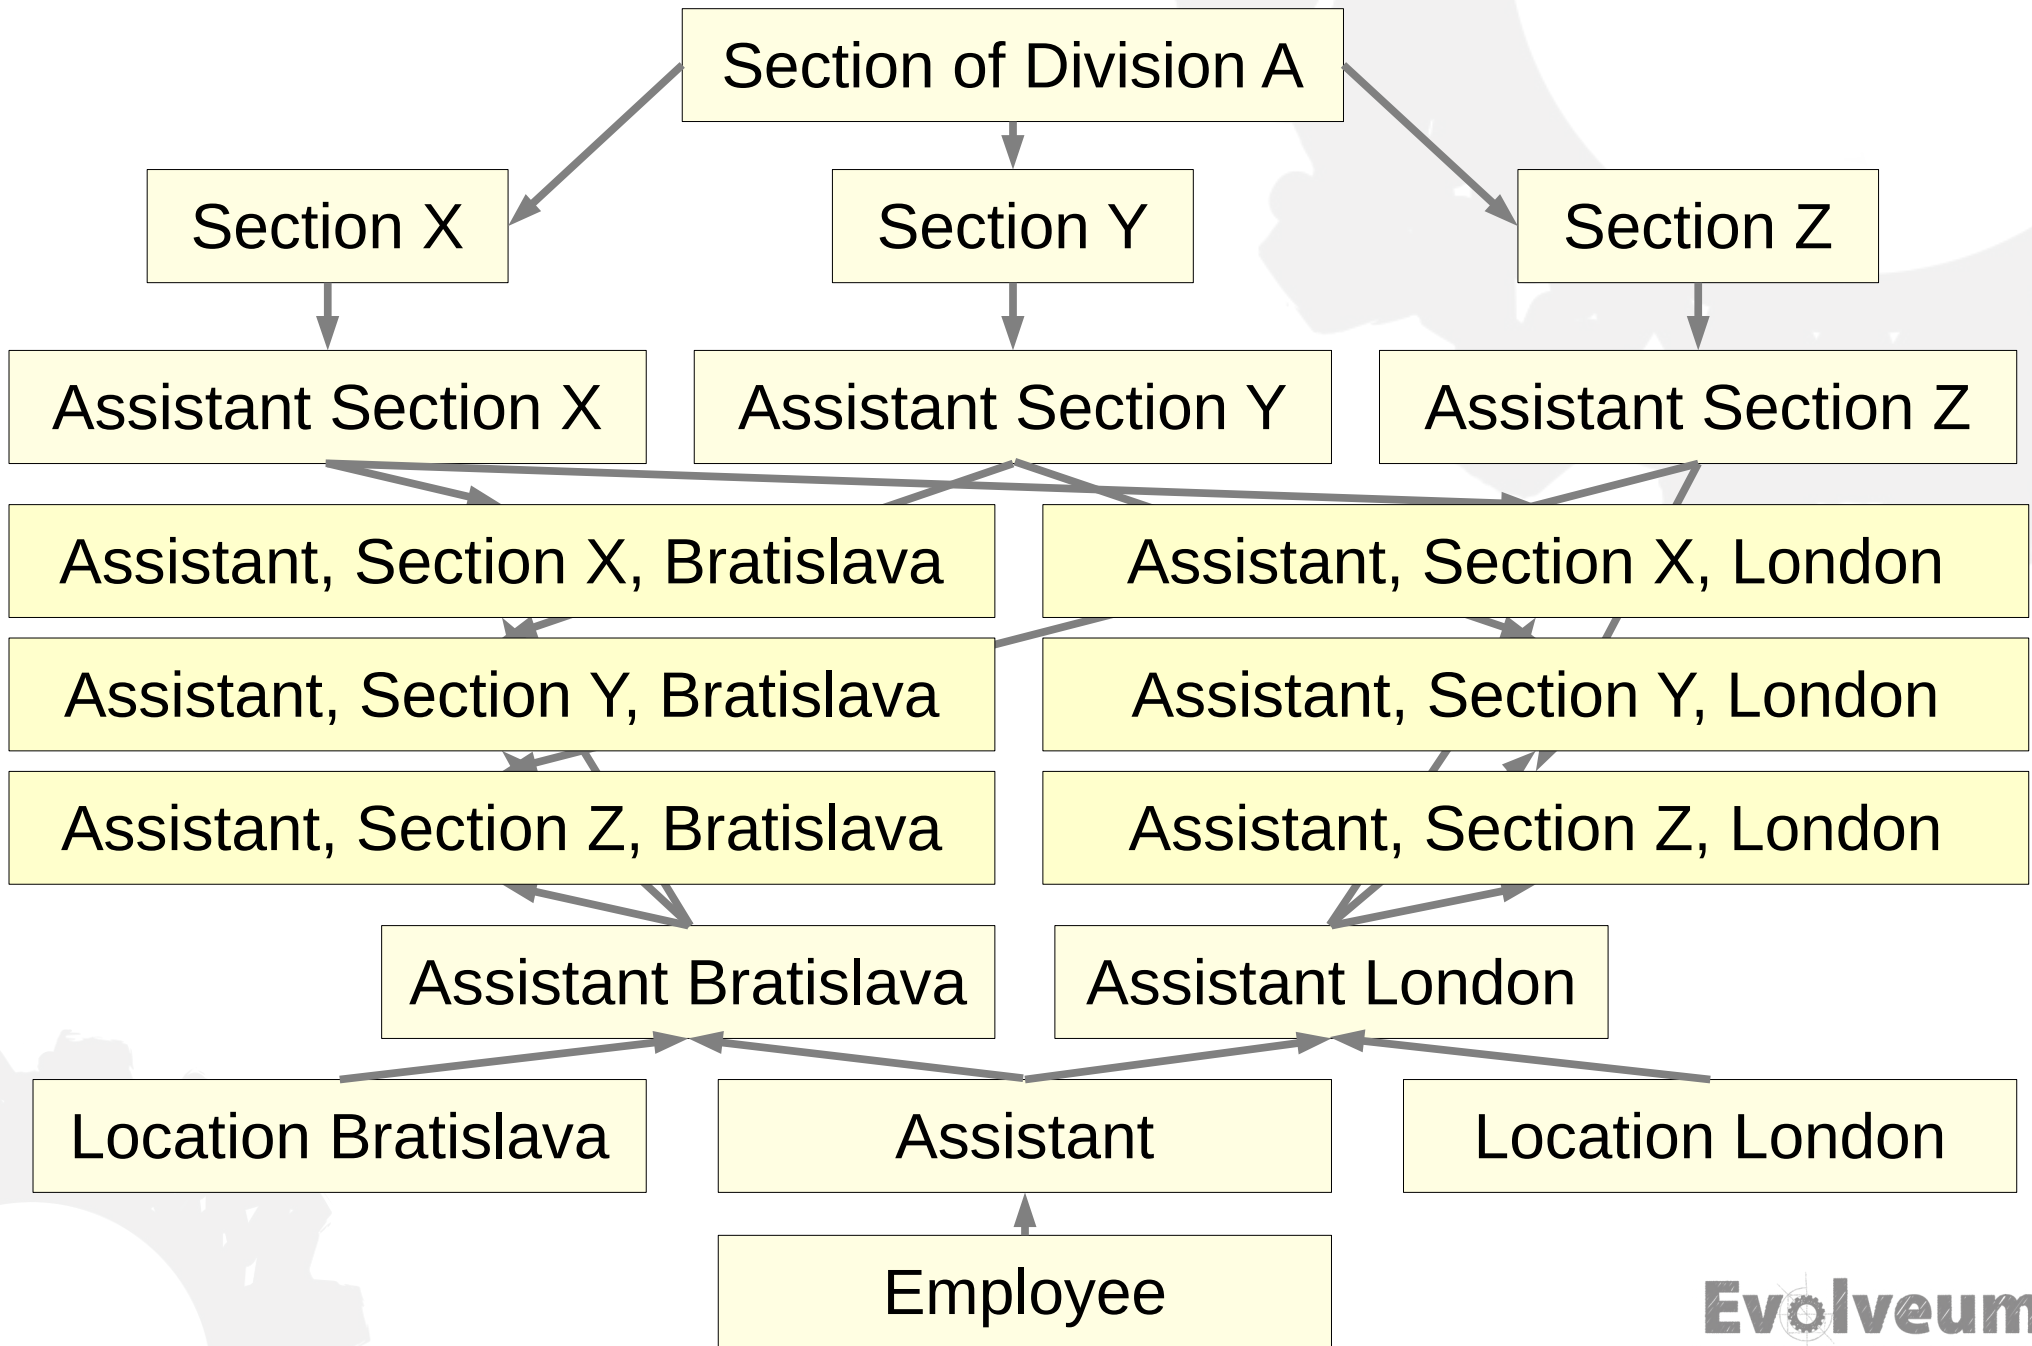 Section of Division A
Section X
Section Y
Section Z
Assistant Section X
Assistant Section Y
Assistant Section Z
Assistant, Section X, Bratislava
Assistant, Section X, London
Assistant, Section Y, Bratislava
Assistant, Section Y, London
Assistant, Section Z, Bratislava
Assistant, Section Z, London
Assistant Bratislava
Assistant London
Location Bratislava
Assistant
Location London
Employee
Evolveum